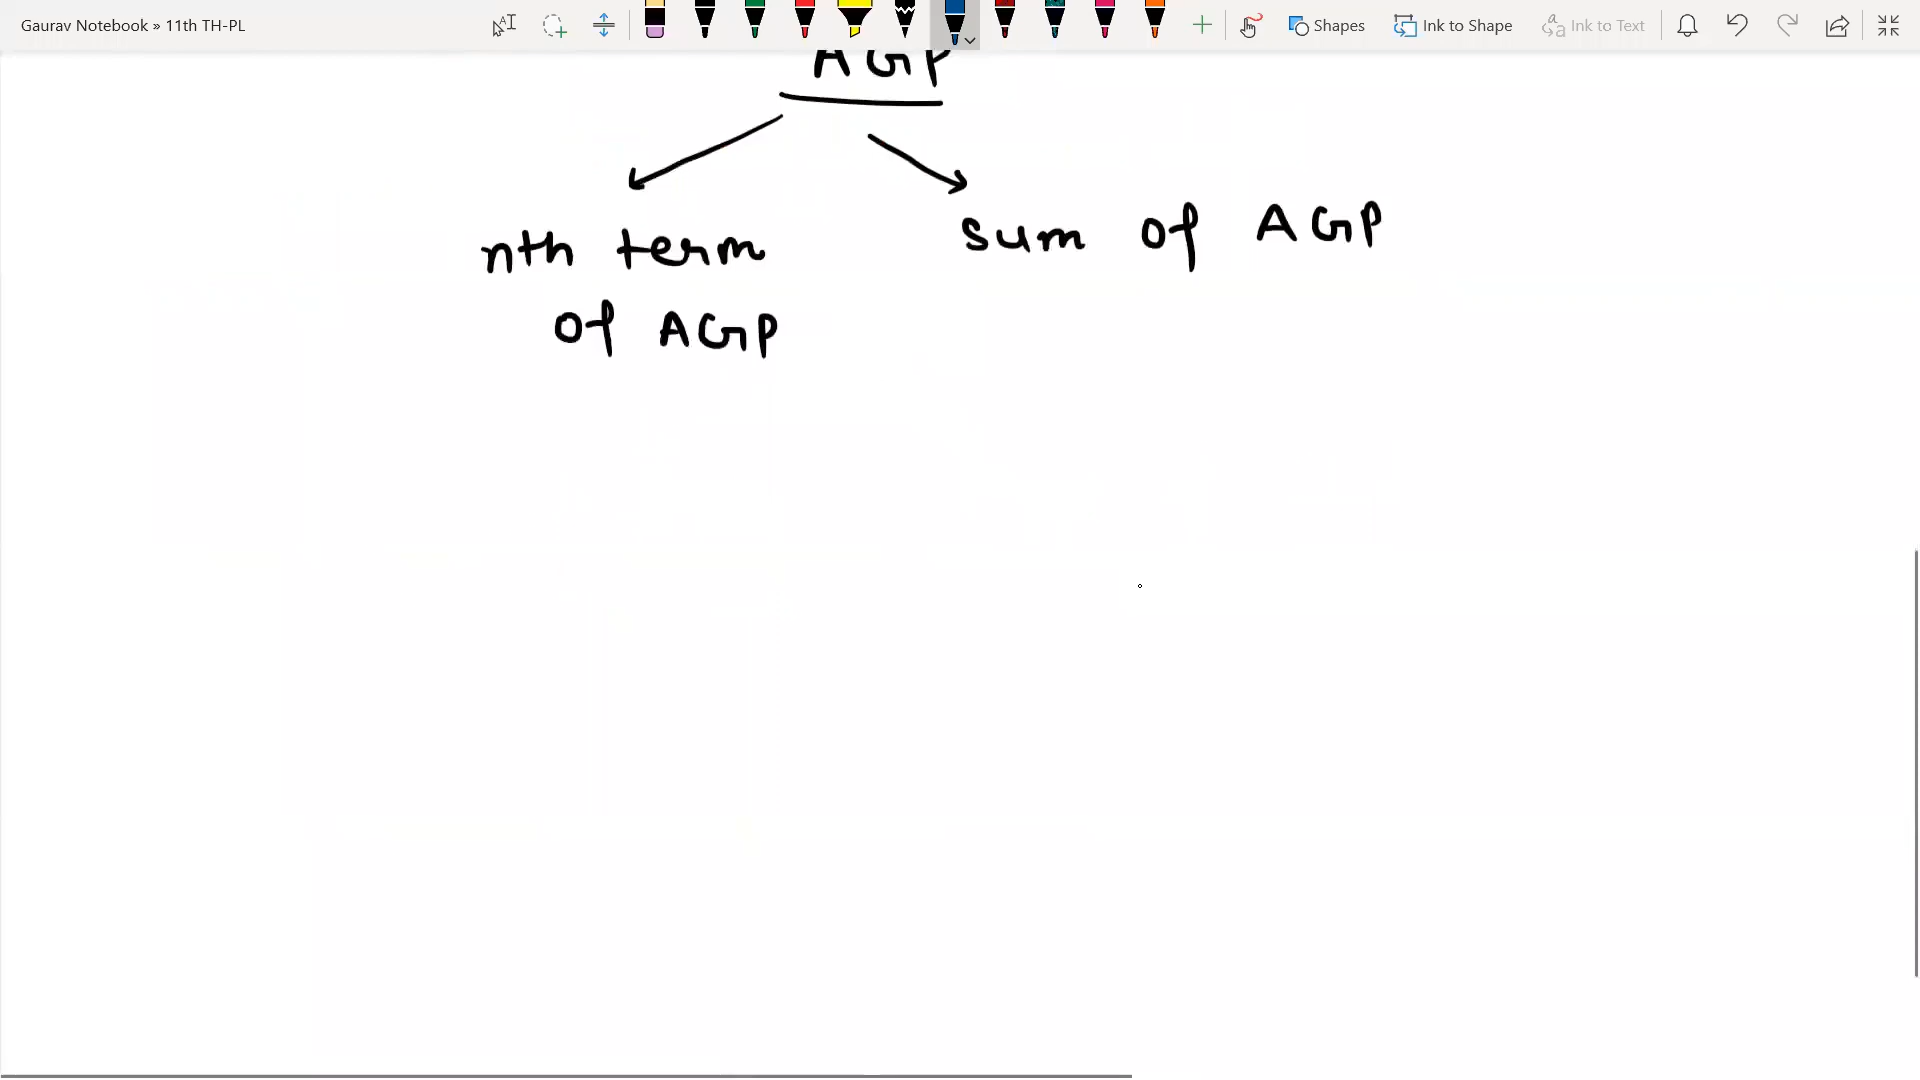 Gaurav Notebook » 11th TH-PL
Shapes
Ink to Shape
Ink to Text
AGP
nth term
of AGP
sum of AGP